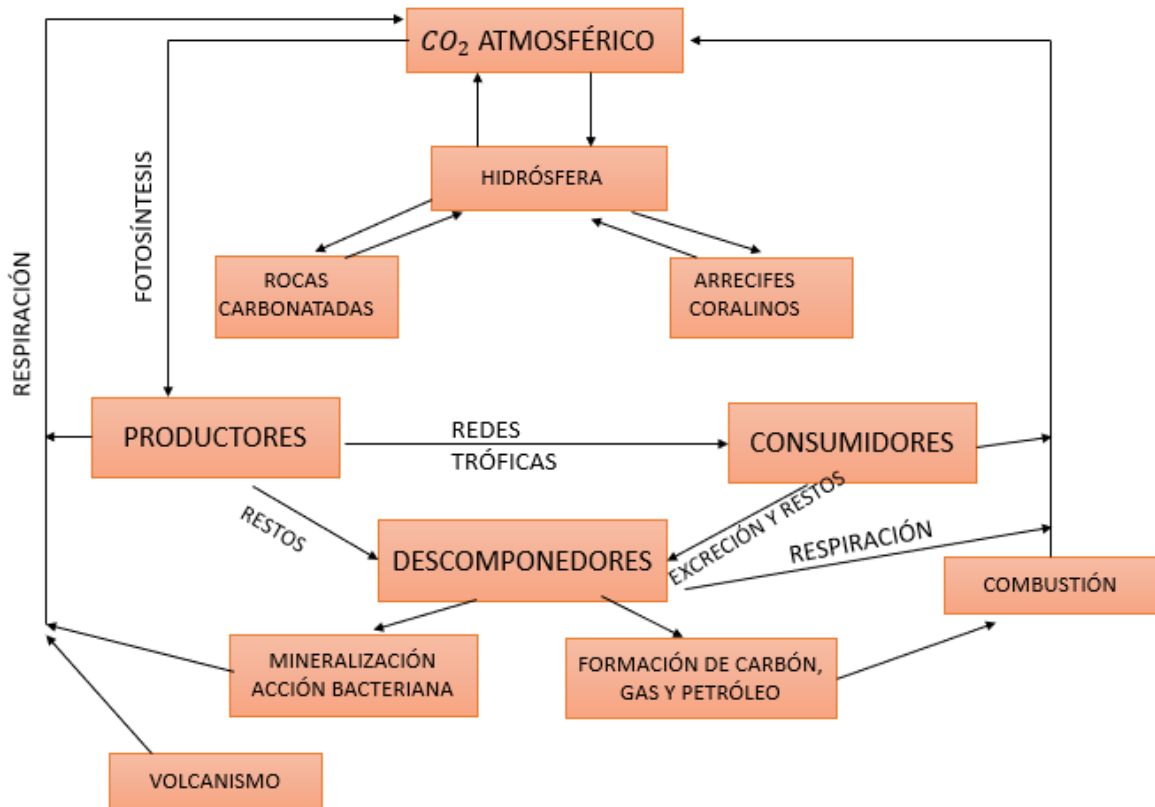 CO₂ ATMOSFÉRICO
HIDRÓSFERA
ROCAS
CARBONATADAS
ARRECIFES
CORALINOS
FOTOSÍNTESIS
RESPIRACIÓN
PRODUCTORES
REDES
TRÓFICAS
CONSUMIDORES
RESTOS
EXCRECIÓN Y RESTOS
DESCOMPONEDORES
RESPIRACIÓN
COMBUSTIÓN
MINERALIZACIÓN
ACCIÓN BACTERIANA
FORMACIÓN DE CARBÓN,
GAS Y PETRÓLEO
VOLCANISMO